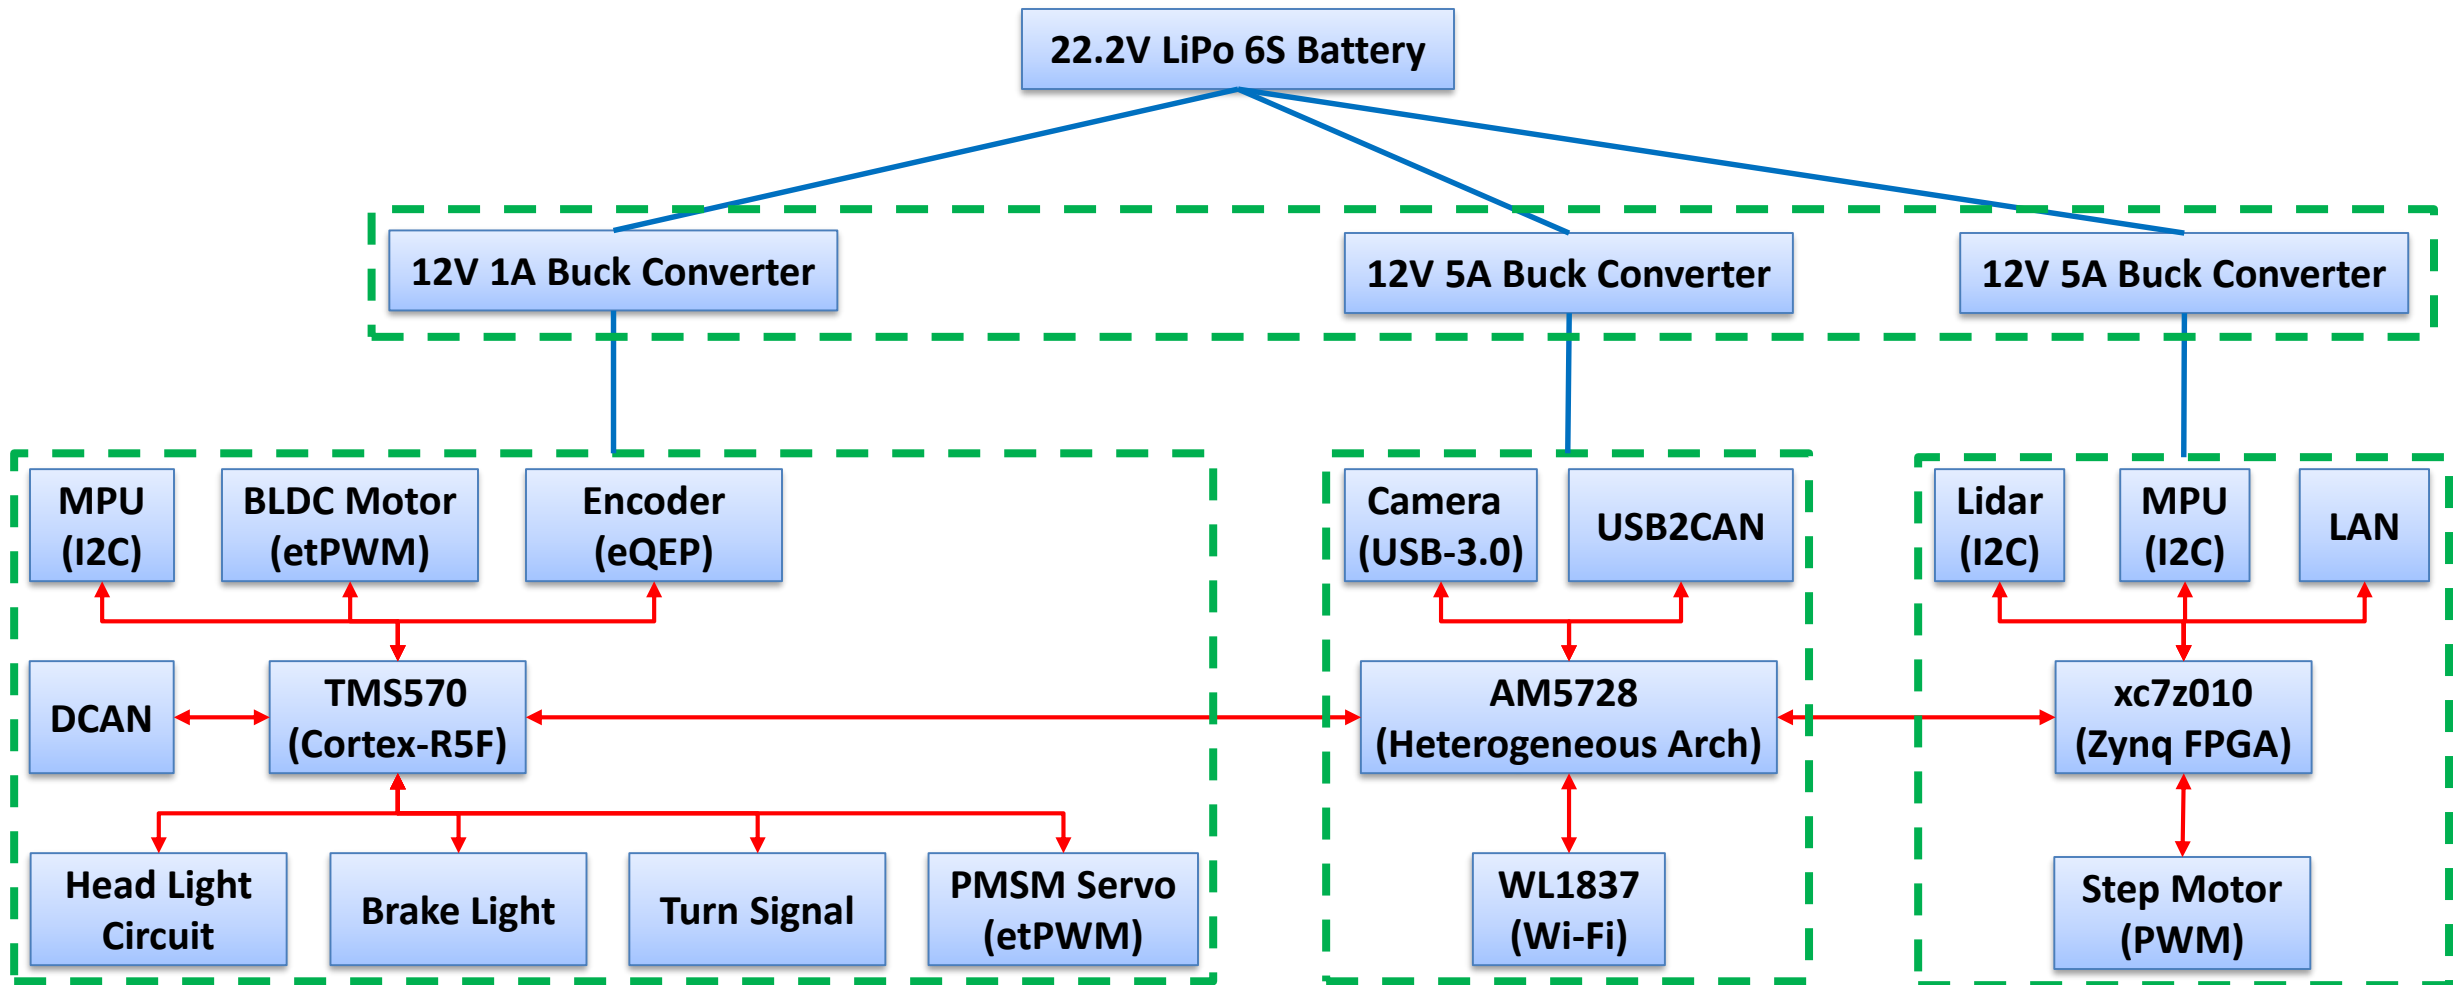 22.2V LiPo 6S Battery
12V 1A Buck Converter
12V 5A Buck Converter
12V 5A Buck Converter
MPU
(I2C)
BLDC Motor
(etPWM)
Encoder
(eQEP)
Camera
(USB-3.0)
USB2CAN
Lidar
(I2C)
MPU
(I2C)
LAN
DCAN
TMS570
(Cortex-R5F)
AM5728
(Heterogeneous Arch)
xc7z010
(Zynq FPGA)
Head Light
Circuit
Brake Light
Turn Signal
PMSM Servo
(etPWM)
WL1837
(Wi-Fi)
Step Motor
(PWM)